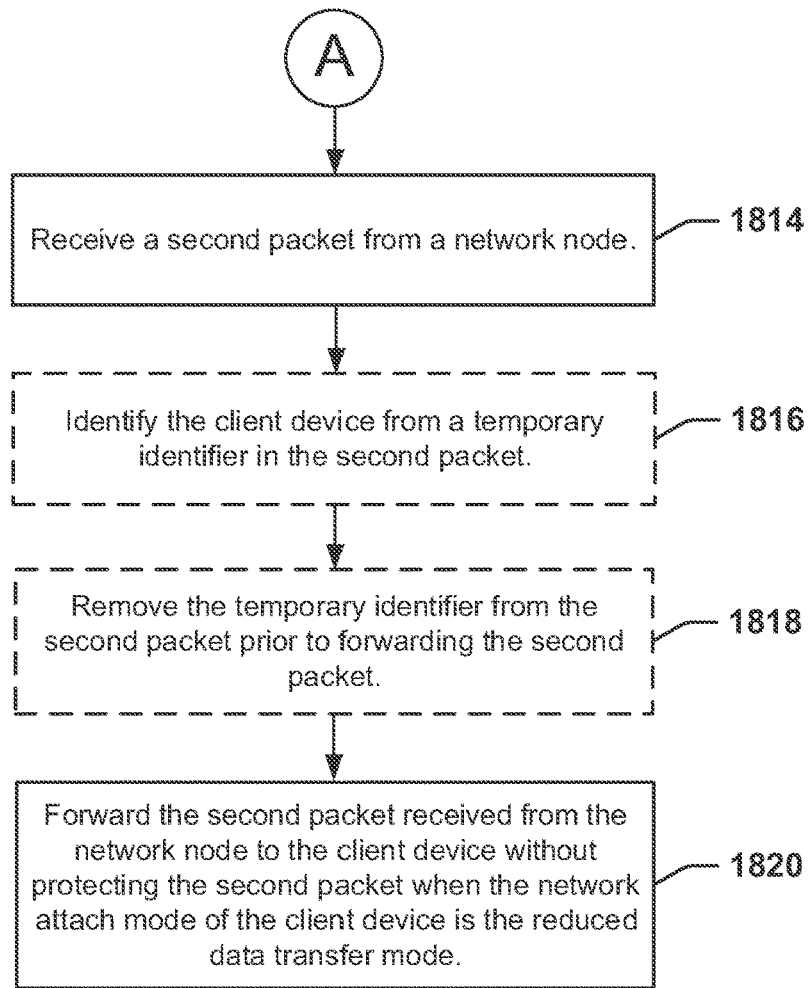 A
Receive a second packet from a network node.
1814
Identify the client device from a temporary
identifier in the second packet.
1816
Remove the temporary identifier from the
second packet prior to forwarding the second
packet.
1818
Forward the second packet received from the
network node to the client device without
protecting the second packet when the network
attach mode of the client device is the reduced
data transfer mode.
1820